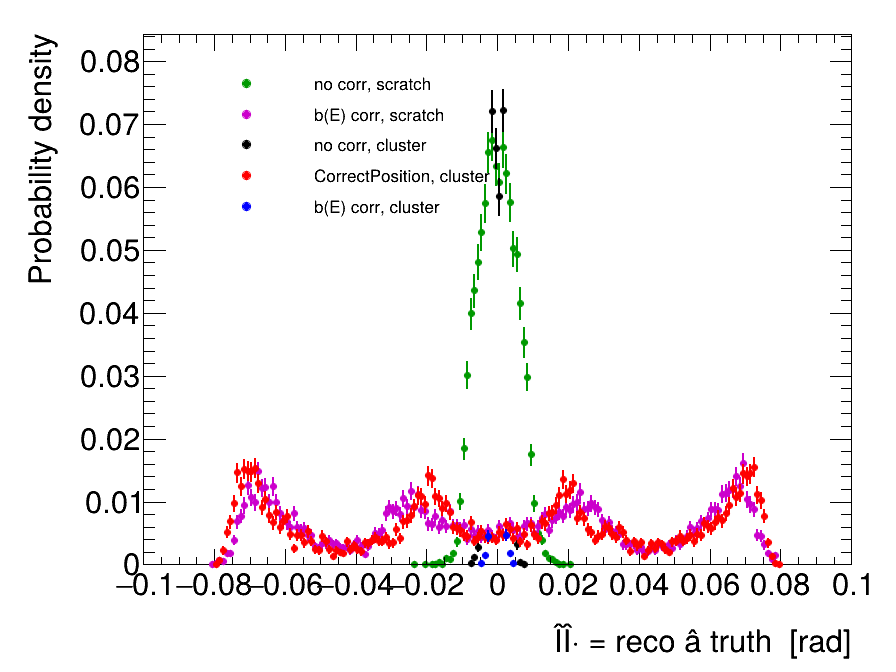 Probability density
0.08
0.07
0.06
0.05
0.04
0.03
0.02
0.01
0
no corr, scratch
b(E) corr, scratch
no corr, cluster
CorrectPosition, cluster
b(E) corr, cluster
−0.1 −0.08 −0.06 −0.04 −0.02 0 0.02 0.04 0.06 0.08 0.1
ÎÎ· = reco â truth [rad]